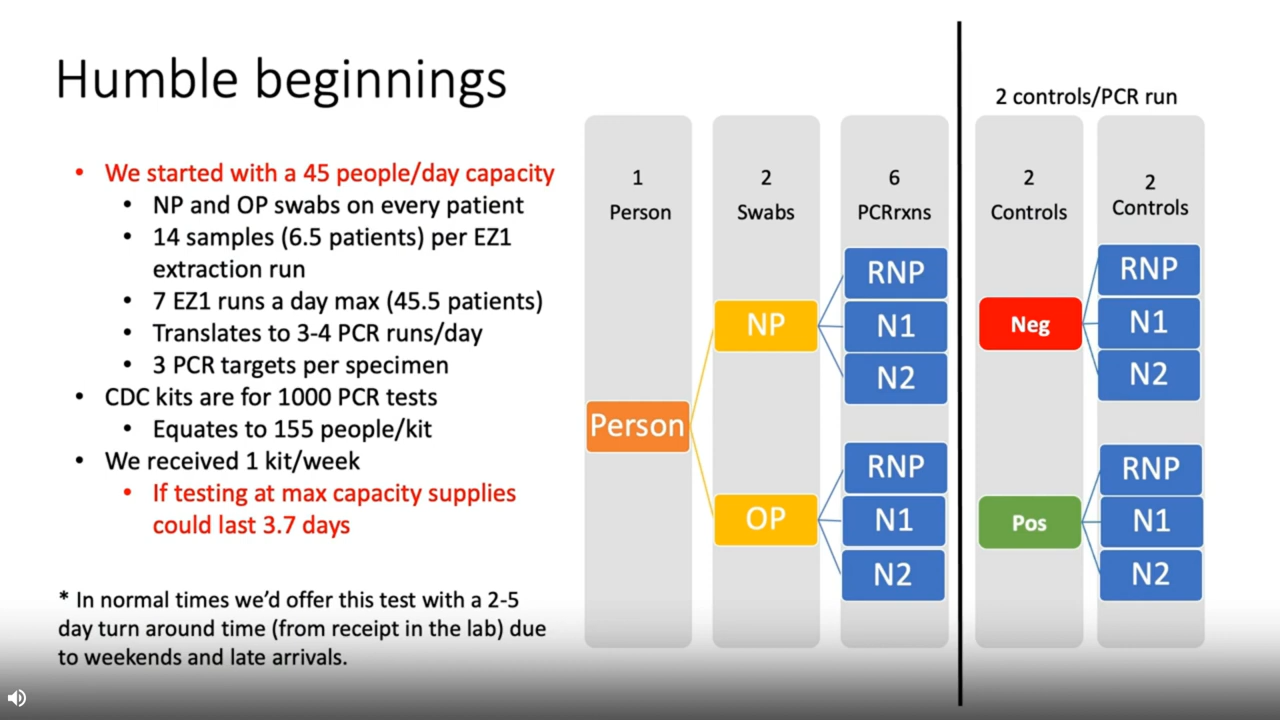 Humble beginnings
• We started with a 45 people/day capacity
• NP and OP swabs on every patient
• 14 samples (6.5 patients) per EZ1
extraction run
• 7 EZ1 runs a day max (45.5 patients)
• Translates to 3-4 PCR runs/day
• 3 PCR targets per specimen
• CDC kits are for 1000 PCR tests
• Equates to 155 people/kit
• We received 1 kit/week
• If testing at max capacity supplies
could last 3.7 days
* In normal times we'd offer this test with a 2-5
day turn around time (from receipt in the lab) due
to weekends and late arrivals.
1
Person
2
Swabs
6
PCRrxns
Person
NP
OP
RNP
N1
N2
RNP
N1
N2
2 controls/PCR run
2
Controls
2
Controls
Neg
RNP
N1
N2
Pos
RNP
N1
N2